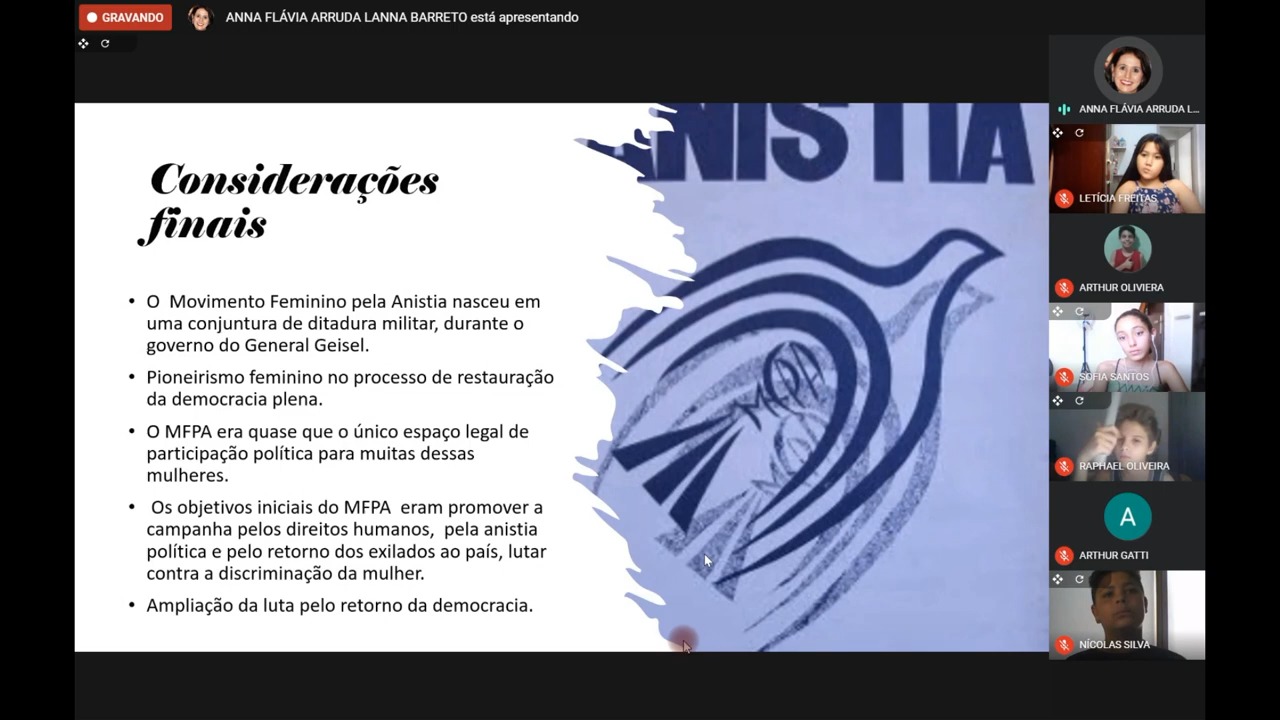 GRAVANDO
ANNA FLÁVIA ARRUDA LANNA BARRETO está apresentando
ANISTIA
Considerações
finais
• O Movimento Feminino pela Anistia nasceu em
uma conjuntura de ditadura militar, durante o
governo do General Geisel.
• Pioneirismo feminino no processo de restauração
da democracia plena.
• O MFPA era quase que o único espaço legal de
participação política para muitas dessas
mulheres.
• Os objetivos iniciais do MFPA eram promover a
campanha pelos direitos humanos, pela anistia
política e pelo retorno dos exilados ao país, lutar
contra a discriminação da mulher.
• Ampliação da luta pelo retorno da democracia.
MFPA
ANNA FLÁVIA ARRUDA L...
LETÍCIA FREITAS
ARTHUR OLIVIERA
SOFIA SANTOS
RAPHAEL OLIVEIRA
A
ARTHUR GATTI
NÍCOLAS SILVA